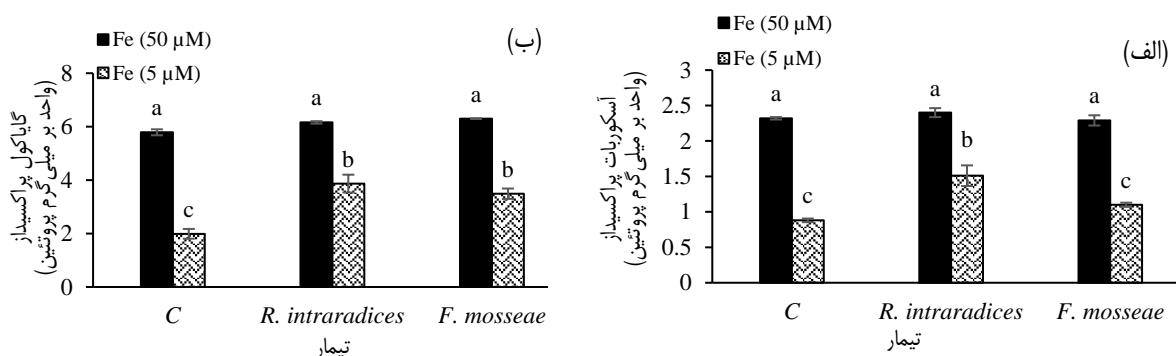 (الف)
Fe (50 µM)
Fe (5 µM)
آسکوربات پراکسیداز
(واحد بر میلی گرم پروتئین)
3
2.5
2
1.5
1
0.5
0
a
c
a
b
a
c
C
R. intraradices
F. mosseae
تیمار
(ب)
Fe (50 µM)
Fe (5 µM)
گایاکول پراکسیداز
(واحد بر میلی گرم پروتئین)
8
6
4
2
0
a
c
a
b
a
b
C
R. intraradices
F. mosseae
تیمار